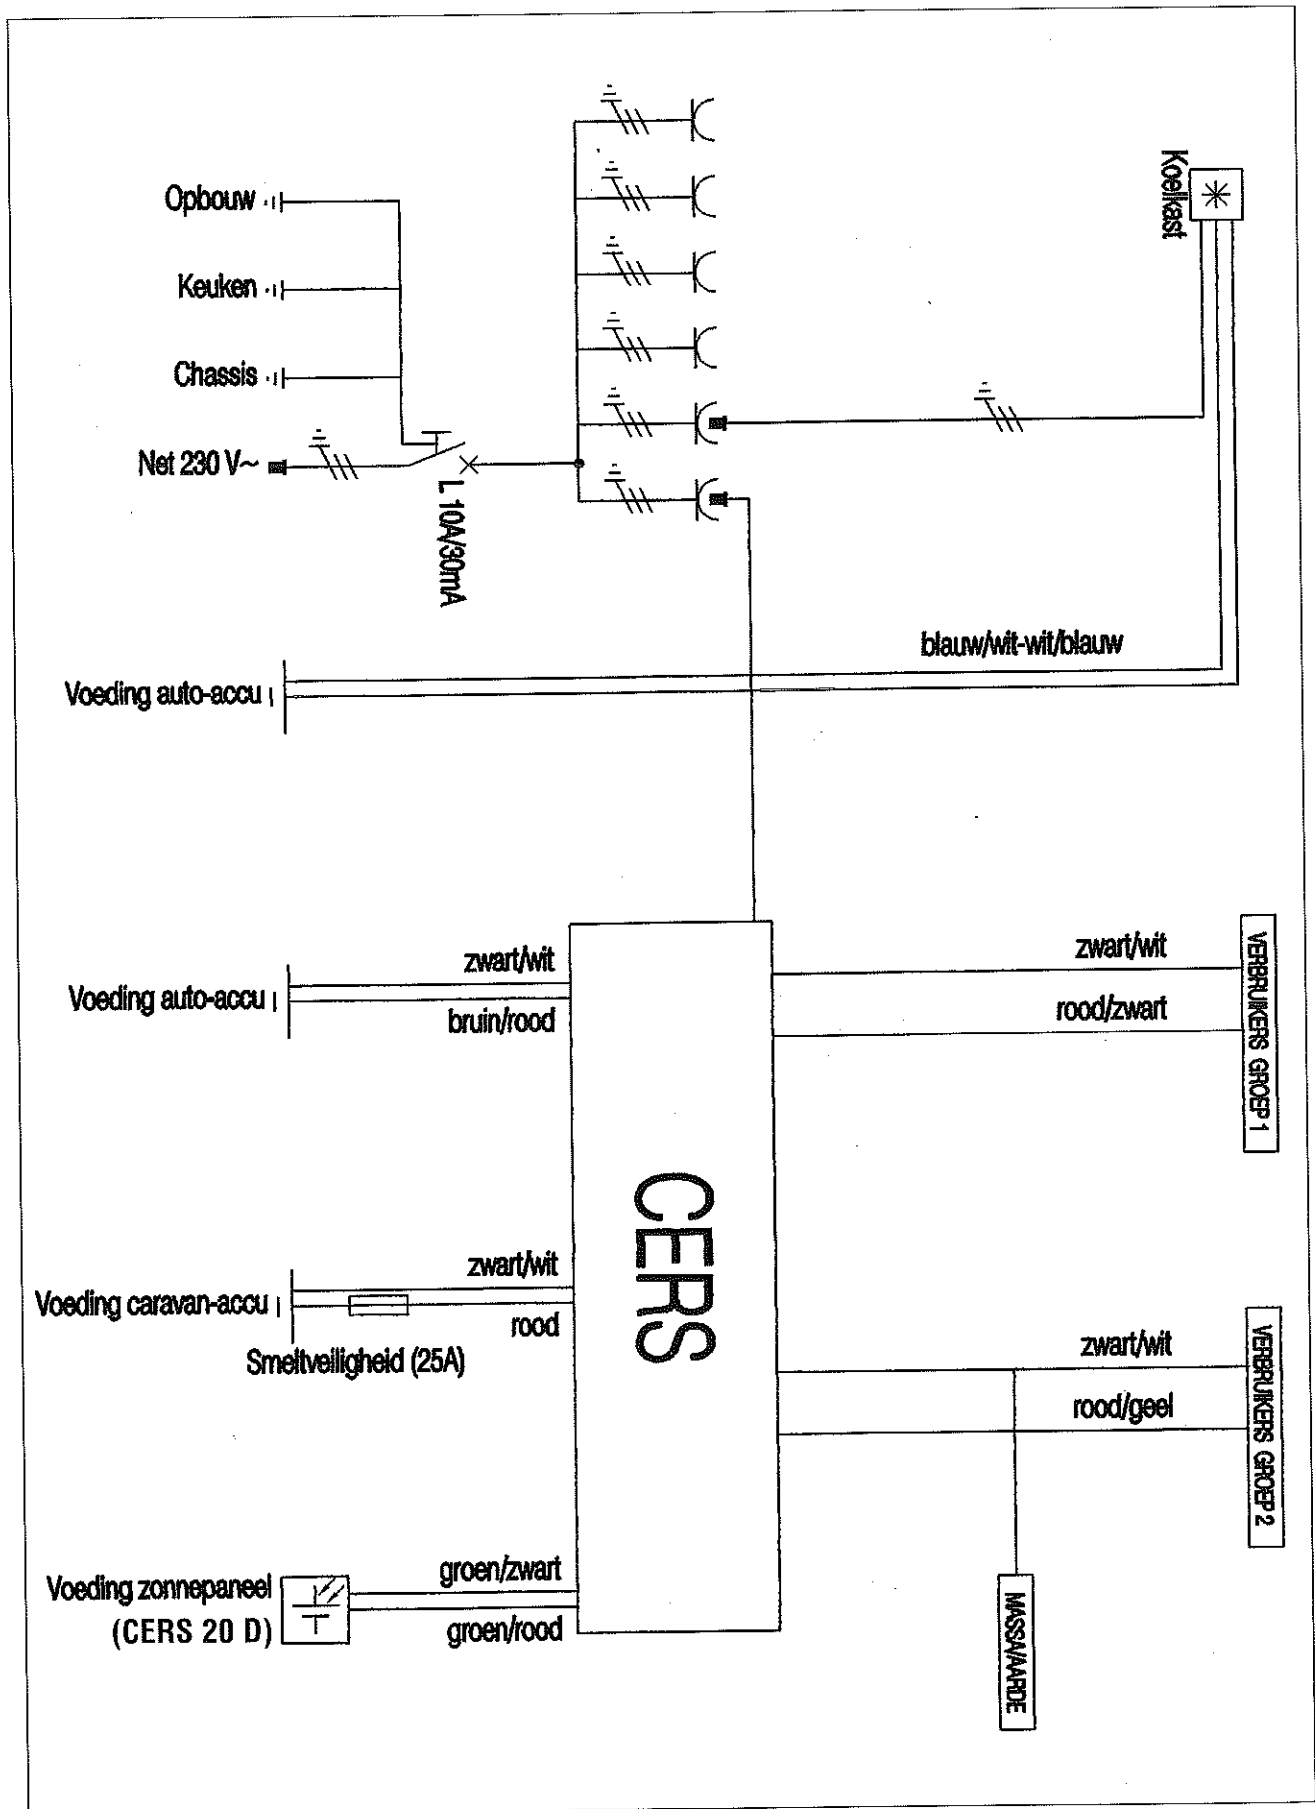 Koelkast
Opbouw
Keuken
Chassis
Net 230 V~
L 10A/30mA
blauw/wit-wit/blauw
Voeding auto-accu
zwart/wit
zwart/wit
Voeding auto-accu
bruin/rood
rood/zwart
VERBRUIKERS GROEP 1
CERS
zwart/wit
Voeding caravan-accu
rood
Smeltveiligheid (25A)
zwart/wit
rood/geel
VERBRUIKERS GROEP 2
groen/zwart
Voeding zonnepaneel
(CERS 20 D)
groen/rood
MASSA/AARDE